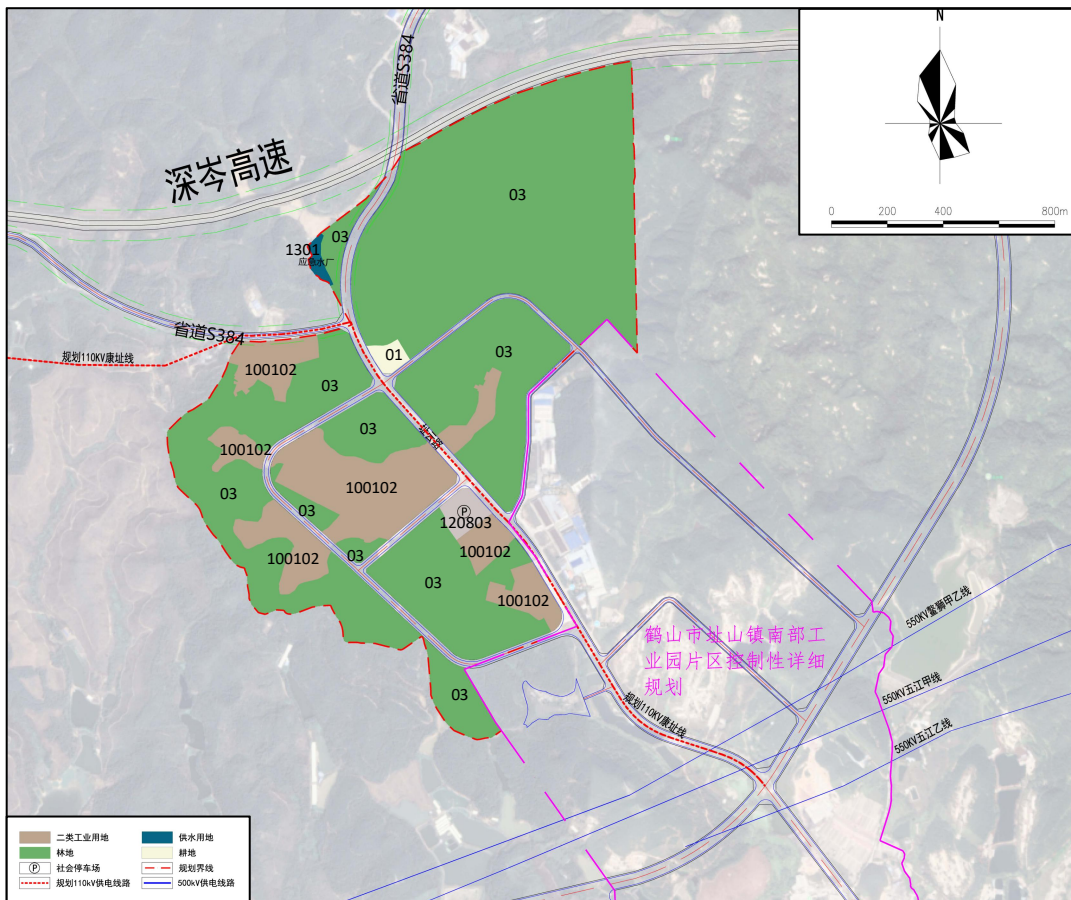 N
0 200 400 800m
省道S384
深岑高速
03
03
1301
应急水厂
省道S384
规划110KV康址线
01
03
100102
03
03
址云路
100102
100102
03
03
Ⓟ
120803
100102
03
100102
03
100102
鹤山市址山镇南部工
业园片区控制性详细
规划
03
规划110KV康址线
550KV鳌狮甲乙线
550KV五江甲线
550KV五江乙线
二类工业用地 供水用地
林地 耕地
Ⓟ 社会停车场 规划界线
规划110kV供电线路 500kV供电线路